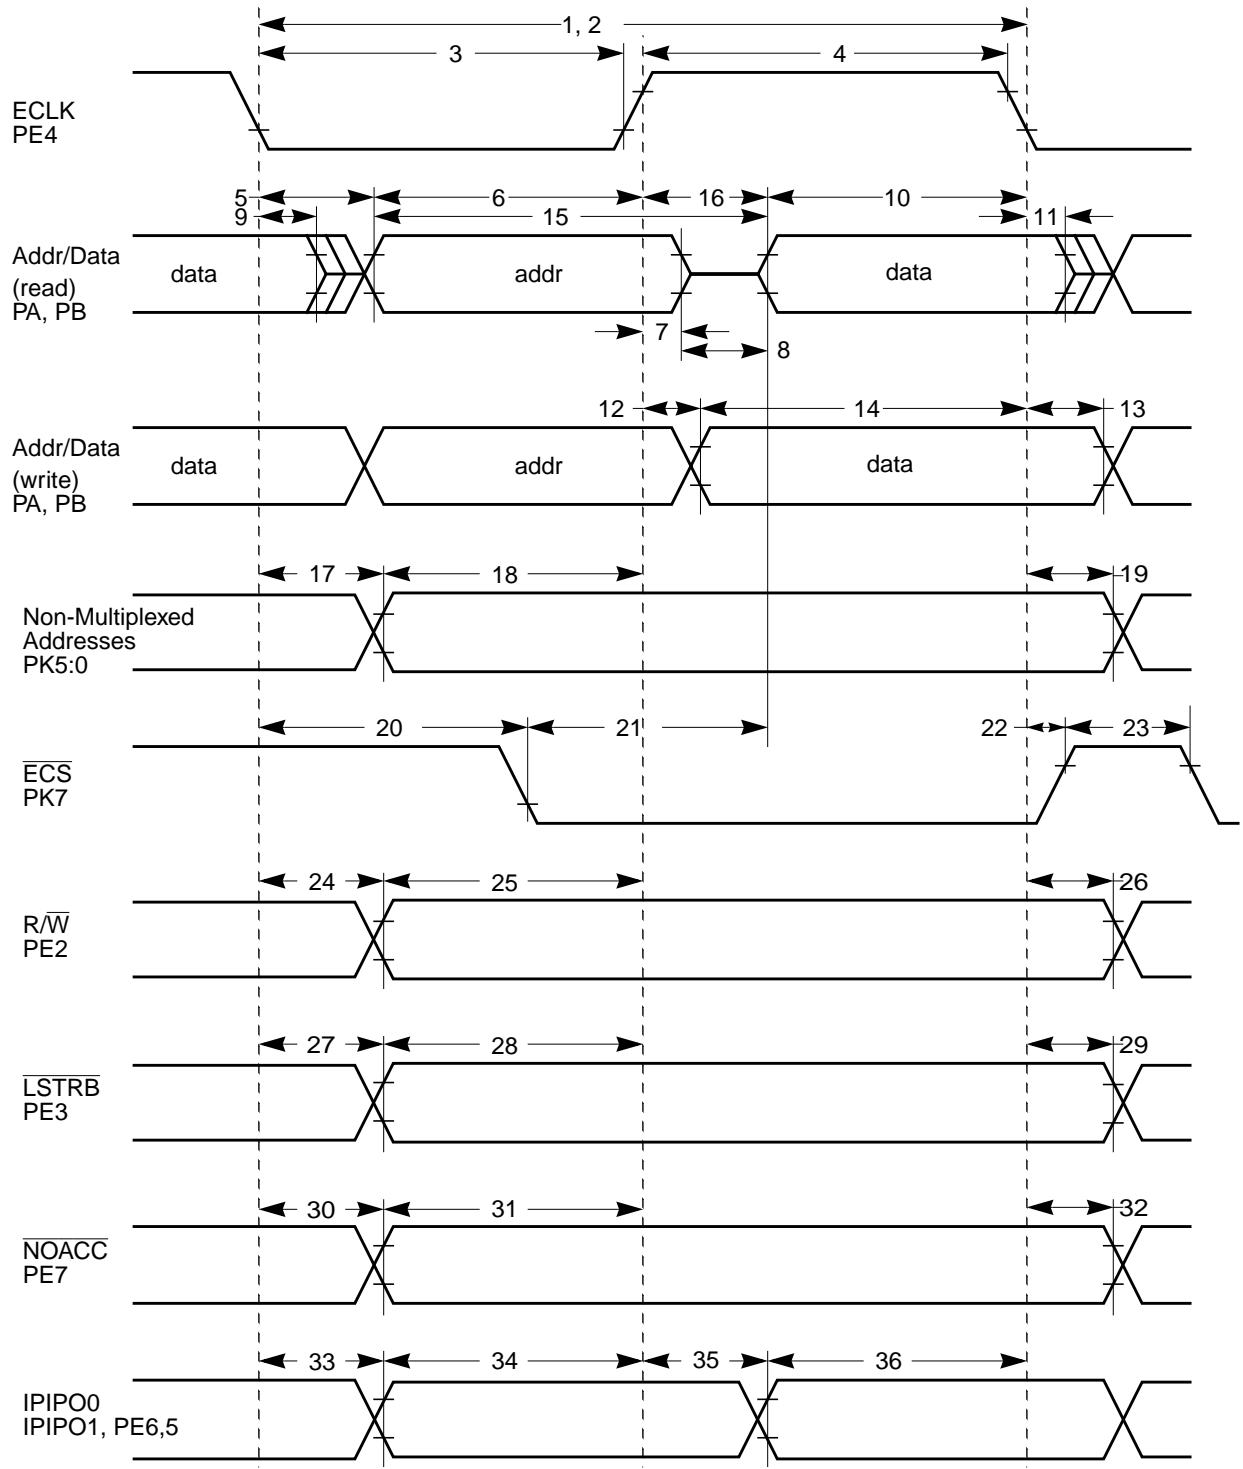 1, 2
3
4
ECLK
PE4
5
6
16
10
9
15
11
Addr/Data
(read)
PA, PB
data
addr
data
7
8
12
14
13
Addr/Data
(write)
PA, PB
data
addr
data
17
18
19
Non-Multiplexed
Addresses
PK5:0
20
21
22
23
ECS
PK7
24
25
26
R/W
PE2
27
28
29
LSTRB
PE3
30
31
32
NOACC
PE7
33
34
35
36
IPIPO0
IPIPO1, PE6,5